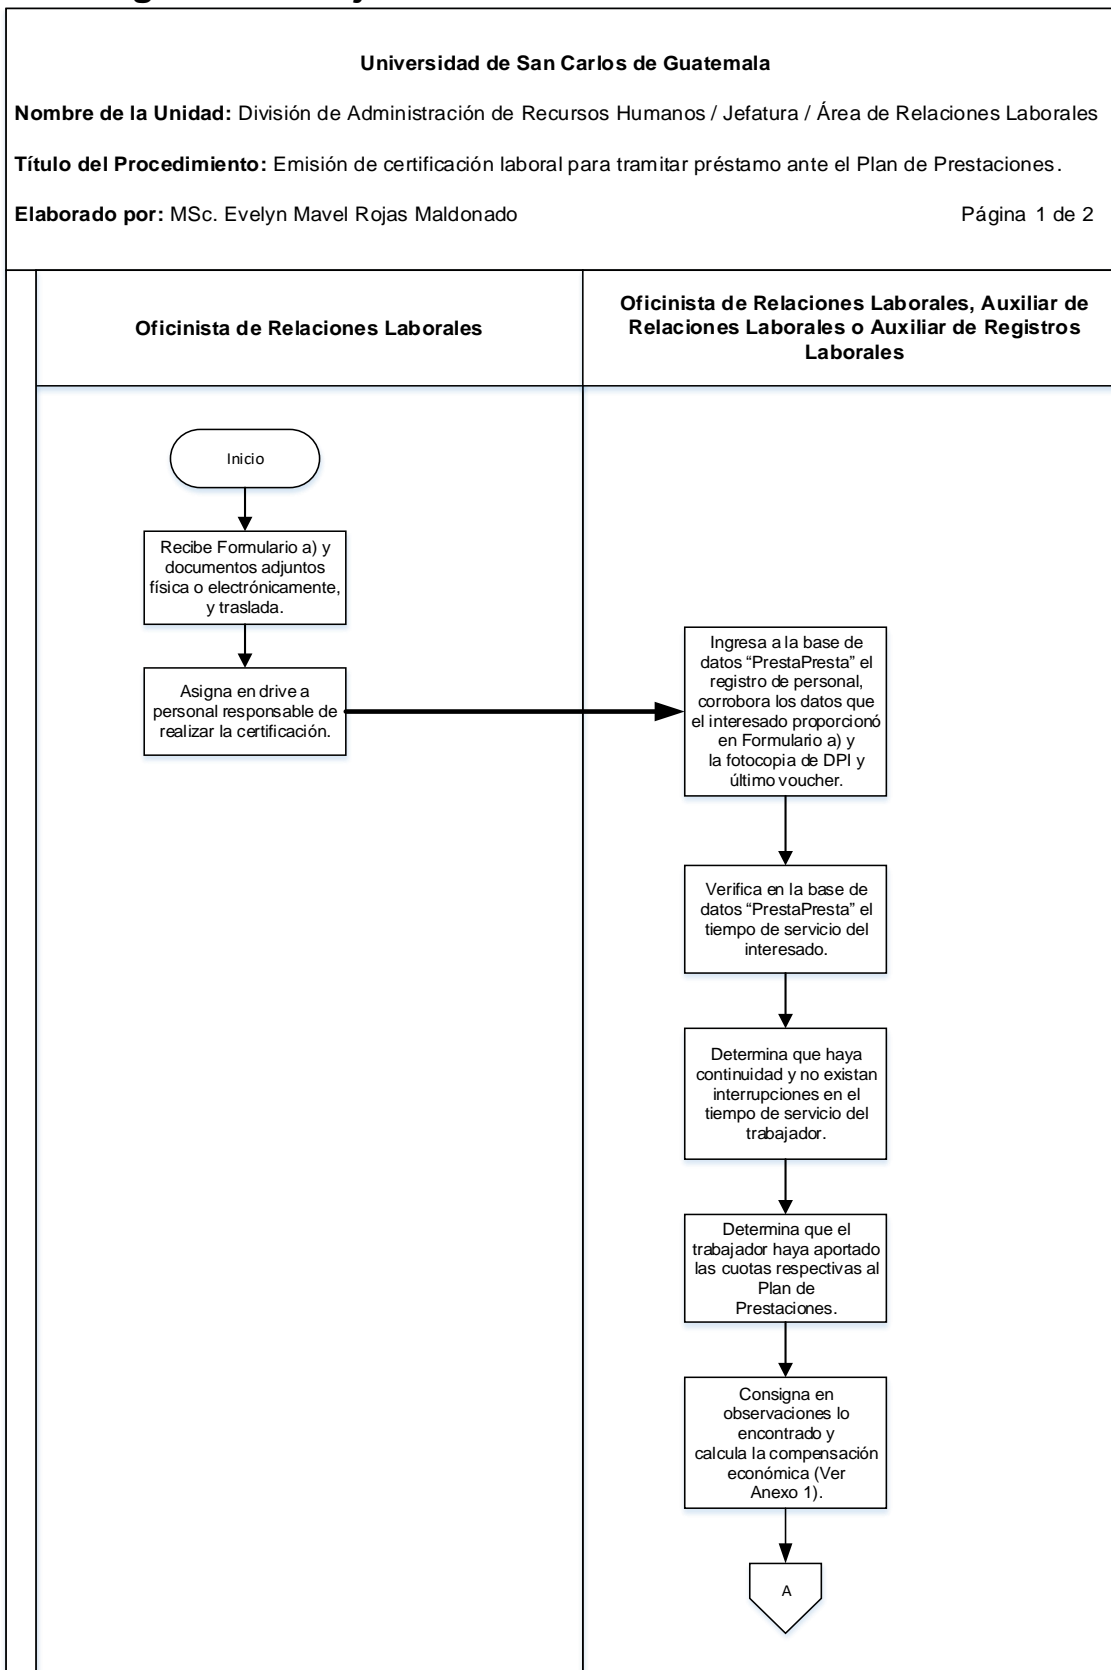 Universidad de San Carlos de Guatemala
Nombre de la Unidad: División de Administración de Recursos Humanos / Jefatura / Área de Relaciones Laborales
Título del Procedimiento: Emisión de certificación laboral para tramitar préstamo ante el Plan de Prestaciones.
Elaborado por: MSc. Evelyn Mavel Rojas Maldonado Página 1 de 2
Oficinista de Relaciones Laborales
Oficinista de Relaciones Laborales, Auxiliar de
Relaciones Laborales o Auxiliar de Registros
Laborales
Inicio
Recibe Formulario a) y
documentos adjuntos
física o electrónicamente,
y traslada.
Asigna en drive a
personal responsable de
realizar la certificación.
Ingresa a la base de
datos “PrestaPresta” el
registro de personal,
corrobora los datos que
el interesado proporcionó
en Formulario a) y
la fotocopia de DPI y
último voucher.
Verifica en la base de
datos “PrestaPresta” el
tiempo de servicio del
interesado.
Determina que haya
continuidad y no existan
interrupciones en el
tiempo de servicio del
trabajador.
Determina que el
trabajador haya aportado
las cuotas respectivas al
Plan de
Prestaciones.
Consigna en
observaciones lo
encontrado y
calcula la compensación
económica (Ver
Anexo 1).
A